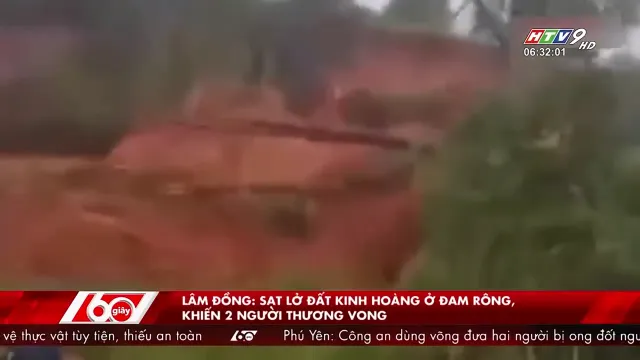 HTV9 HD
06:32:01
60 giây
LÂM ĐỒNG: SẠT LỞ ĐẤT KINH HOÀNG Ở ĐAM RÔNG,
KHIẾN 2 NGƯỜI THƯƠNG VONG
vệ thực vật tùy tiện, thiếu an toàn 60 Phú Yên: Công an dùng võng đưa hai người bị ong đốt ngu